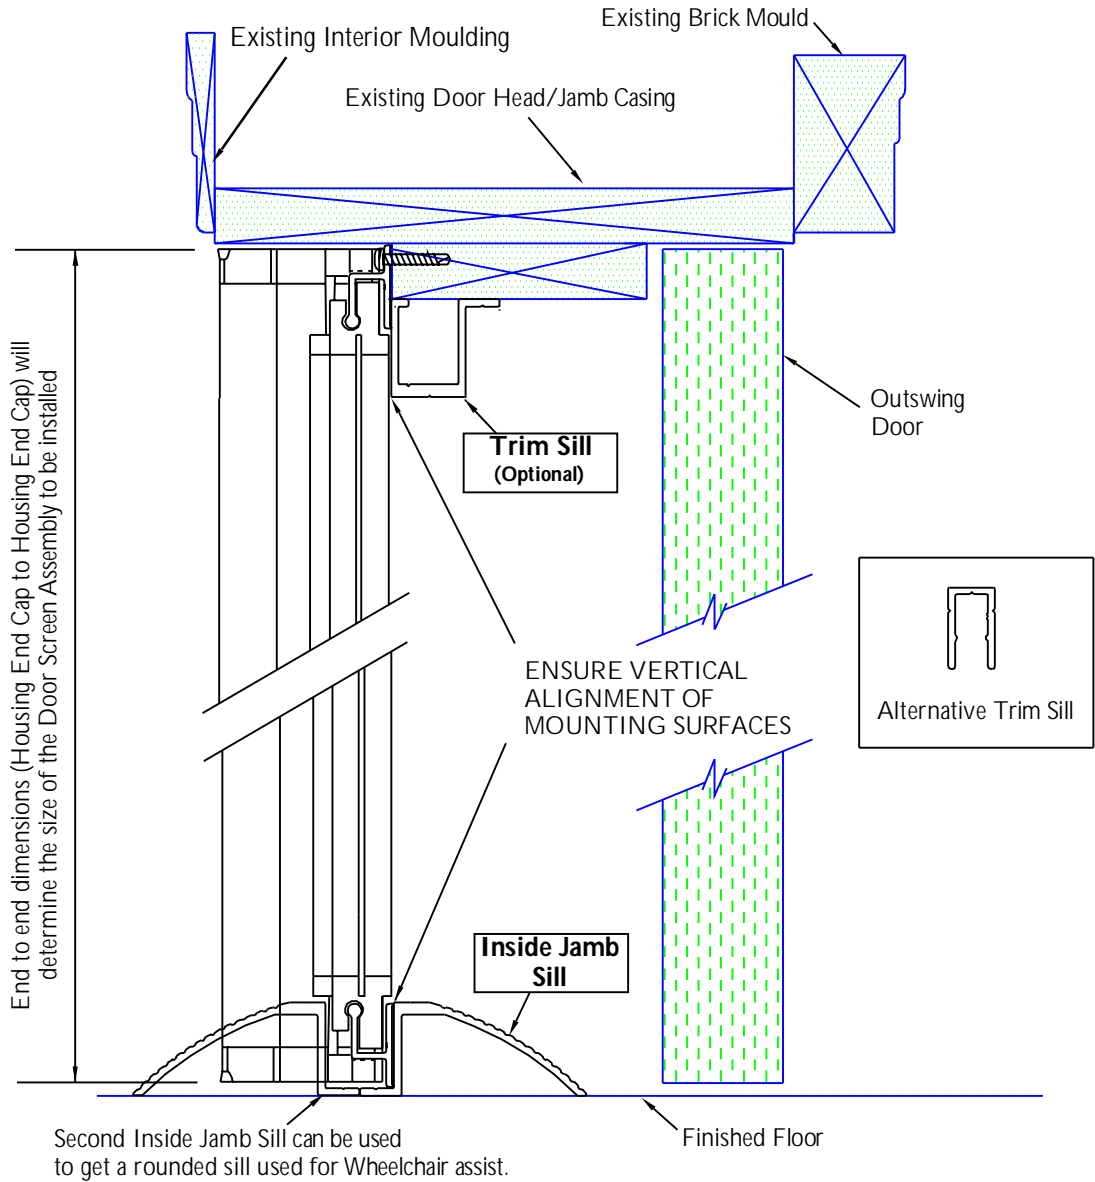 Existing Brick Mould
Existing Interior Moulding
Existing Door Head/Jamb Casing
End to end dimensions (Housing End Cap to Housing End Cap) will
determine the size of the Door Screen Assembly to be installed
Outswing
Door
Trim Sill
(Optional)
ENSURE VERTICAL
ALIGNMENT OF
MOUNTING SURFACES
Alternative Trim Sill
Inside Jamb
Sill
Second Inside Jamb Sill can be used
to get a rounded sill used for Wheelchair assist.
Finished Floor